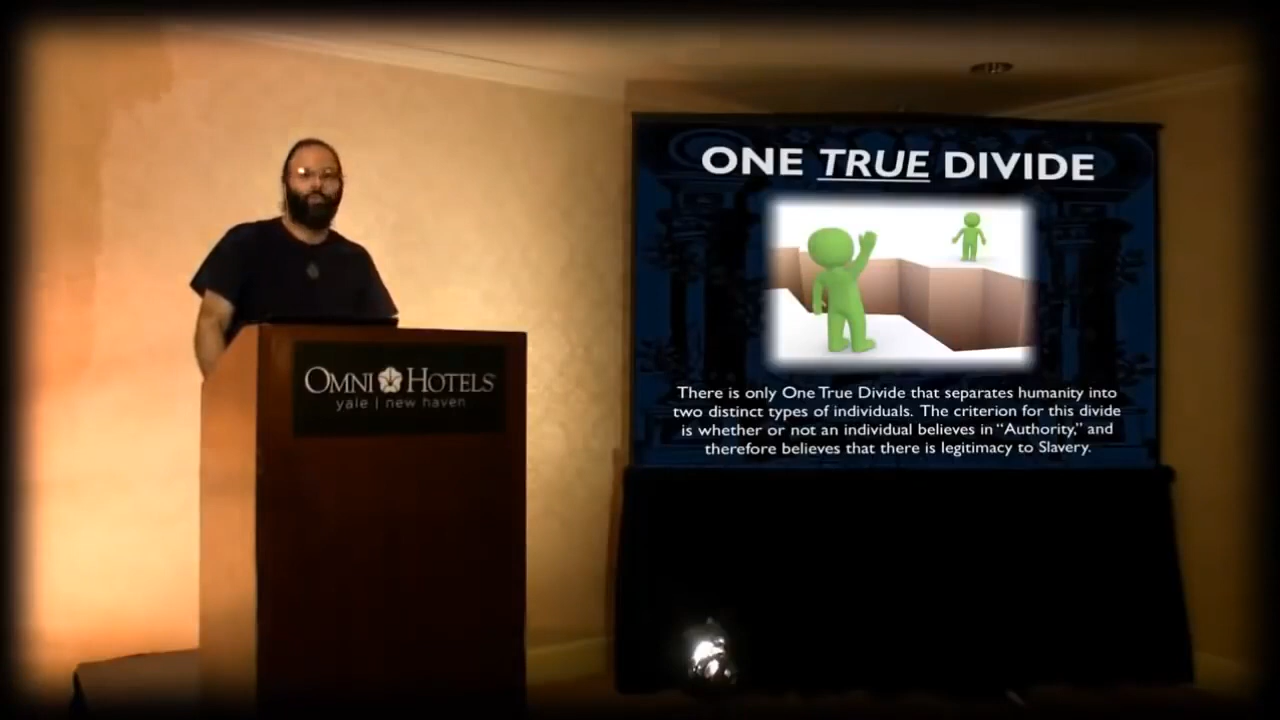 ONE TRUE DIVIDE
There is only One True Divide that separates humanity into
two distinct types of individuals. The criterion for this divide
is whether or not an individual believes in “Authority,” and
therefore believes that there is legitimacy to Slavery.
OMNI HOTELS
yale | new haven